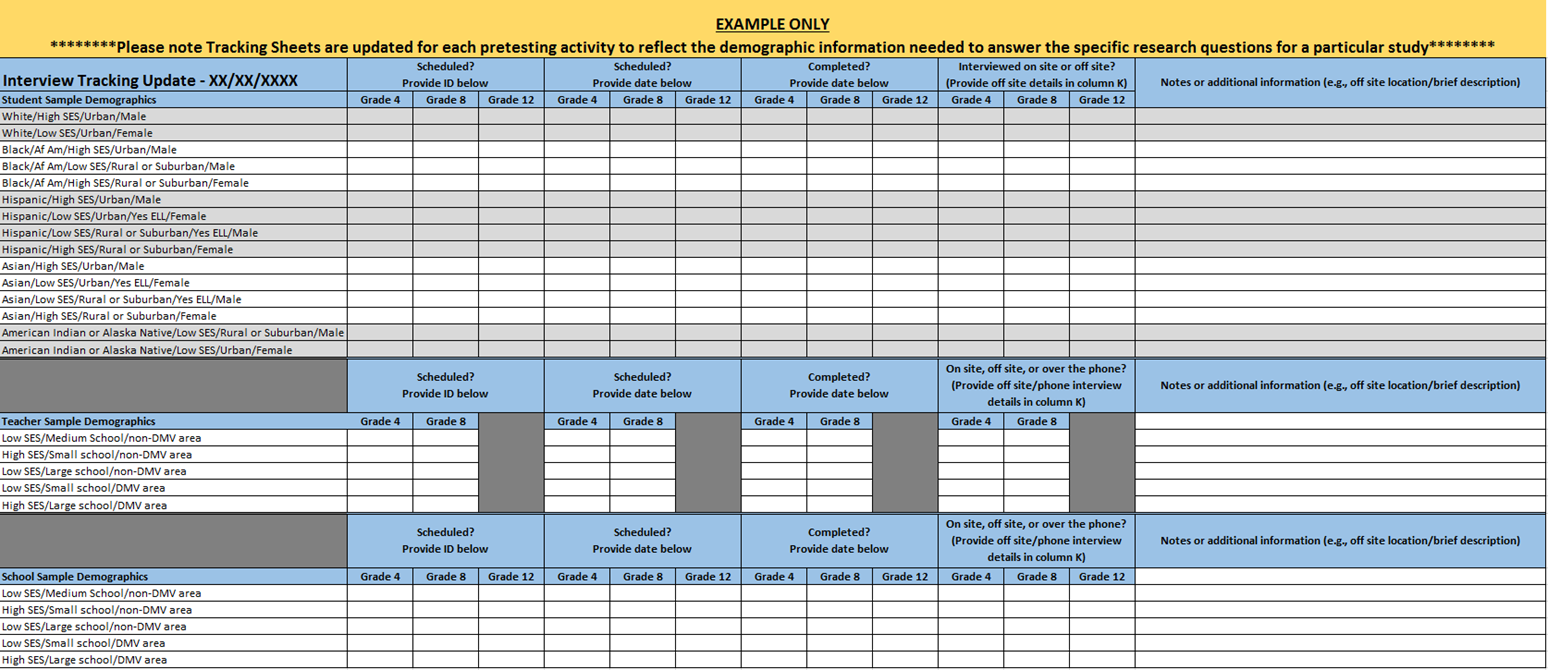 EXAMPLE ONLY
********Please note Tracking Sheets are updated for each pretesting activity to reflect the demographic information needed to answer the specific research questions for a particular study********
Interview Tracking Update - XX/XX/XXXX
Scheduled?
Provide ID below
Scheduled?
Provide date below
Completed?
Provide date below
Interviewed on site or off site?
(Provide off site details in column K)
Notes or additional information (e.g., off site location/brief description)
Student Sample Demographics Grade 4 Grade 8 Grade 12 Grade 4 Grade 8 Grade 12 Grade 4 Grade 8 Grade 12 Grade 4 Grade 8 Grade 12
White/High SES/Urban/Male
White/Low SES/Urban/Female
Black/Af Am/High SES/Urban/Male
Black/Af Am/Low SES/Rural or Suburban/Male
Black/Af Am/High SES/Rural or Suburban/Female
Hispanic/High SES/Urban/Male
Hispanic/Low SES/Urban/Yes ELL/Female
Hispanic/Low SES/Rural or Suburban/Yes ELL/Male
Hispanic/High SES/Rural or Suburban/Female
Asian/High SES/Urban/Male
Asian/Low SES/Urban/Yes ELL/Female
Asian/Low SES/Rural or Suburban/Yes ELL/Male
Asian/High SES/Rural or Suburban/Female
American Indian or Alaska Native/Low SES/Rural or Suburban/Male
American Indian or Alaska Native/Low SES/Urban/Female
Scheduled?
Provide ID below
Scheduled?
Provide date below
Completed?
Provide date below
On site, off site, or over the phone?
(Provide off site/phone interview
details in column K)
Notes or additional information (e.g., off site location/brief description)
Teacher Sample Demographics Grade 4 Grade 8 Grade 4 Grade 8 Grade 4 Grade 8 Grade 4 Grade 8
Low SES/Medium School/non-DMV area
High SES/Small school/non-DMV area
Low SES/Large school/non-DMV area
Low SES/Small school/DMV area
High SES/Large school/DMV area
Scheduled?
Provide ID below
Scheduled?
Provide date below
Completed?
Provide date below
On site, off site, or over the phone?
(Provide off site/phone interview
details in column K)
Notes or additional information (e.g., off site location/brief description)
School Sample Demographics Grade 4 Grade 8 Grade 12 Grade 4 Grade 8 Grade 12 Grade 4 Grade 8 Grade 12 Grade 4 Grade 8 Grade 12
Low SES/Medium School/non-DMV area
High SES/Small school/non-DMV area
Low SES/Large school/non-DMV area
Low SES/Small school/DMV area
High SES/Large school/DMV area